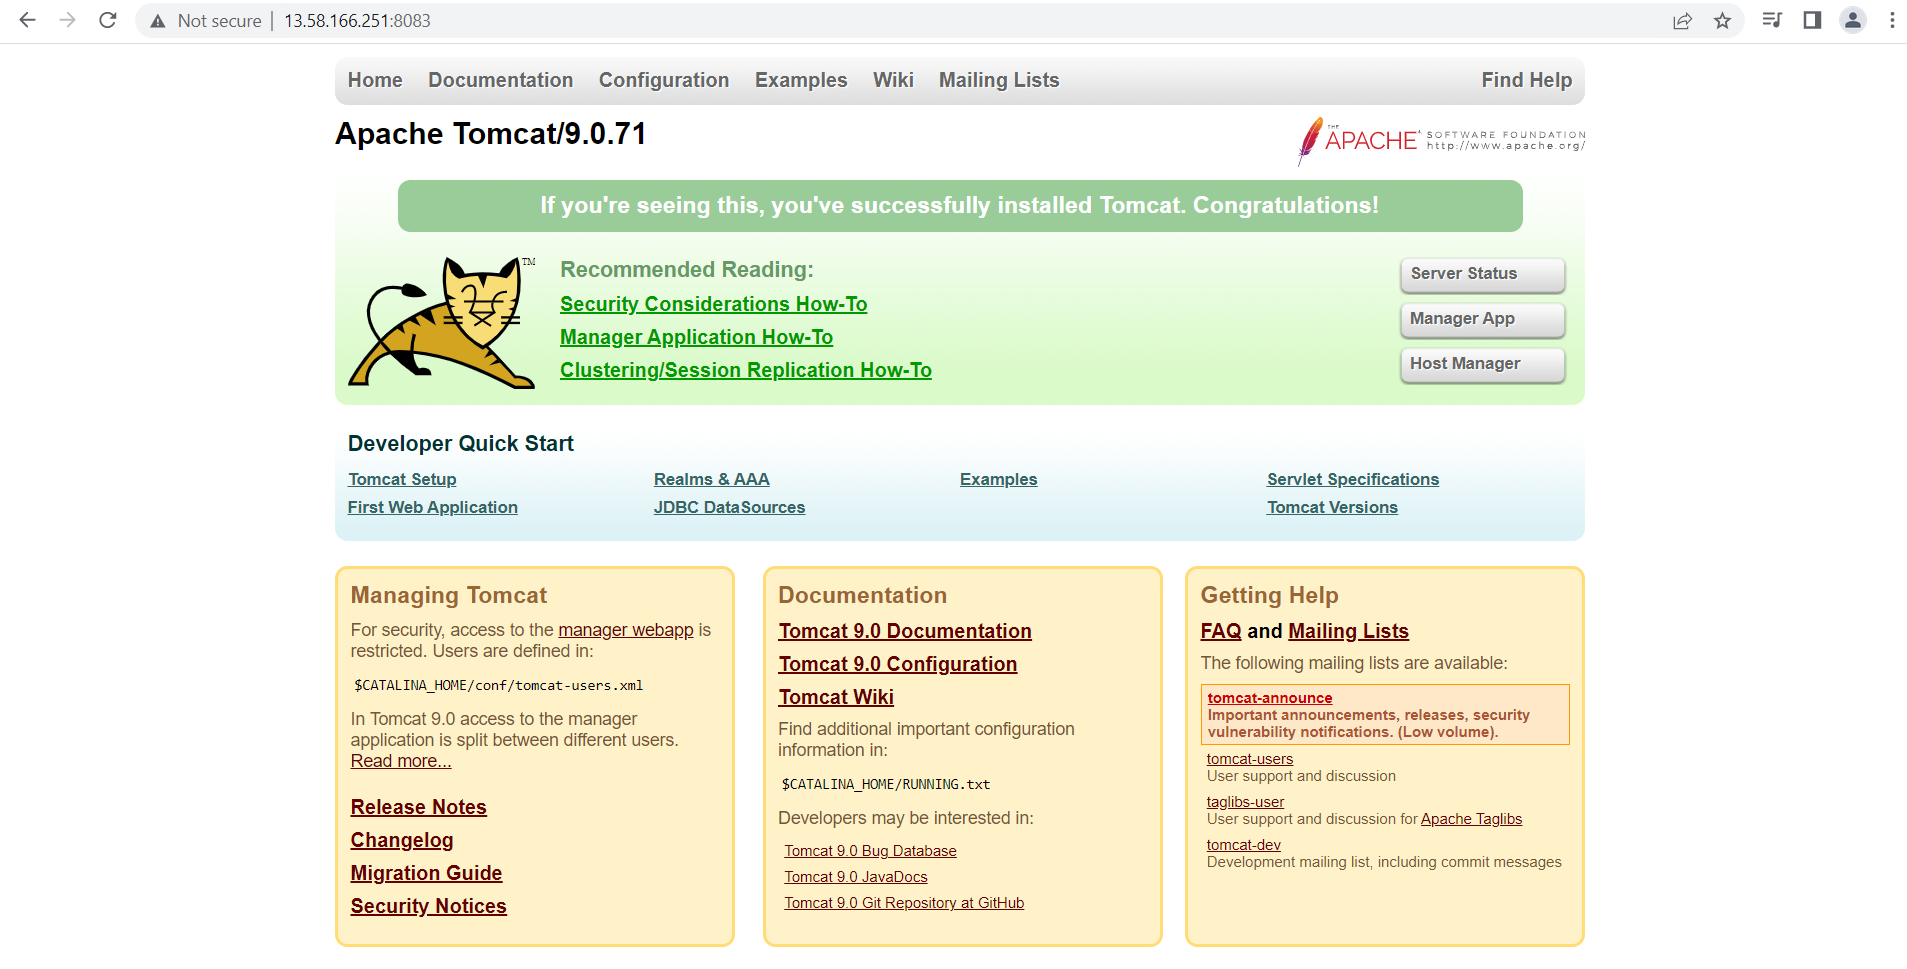 Not secure | 13.58.166.251:8083
Home Documentation Configuration Examples Wiki Mailing Lists Find Help
Apache Tomcat/9.0.71
THE APACHE SOFTWARE FOUNDATION
http://www.apache.org/
If you're seeing this, you've successfully installed Tomcat. Congratulations!
TM
Recommended Reading:
Security Considerations How-To
Manager Application How-To
Clustering/Session Replication How-To
Server Status
Manager App
Host Manager
Developer Quick Start
Tomcat Setup
First Web Application
Realms & AAA
JDBC DataSources
Examples
Servlet Specifications
Tomcat Versions
Managing Tomcat
For security, access to the manager webapp is
restricted. Users are defined in:
$CATALINA_HOME/conf/tomcat-users.xml
In Tomcat 9.0 access to the manager
application is split between different users.
Read more...
Release Notes
Changelog
Migration Guide
Security Notices
Documentation
Tomcat 9.0 Documentation
Tomcat 9.0 Configuration
Tomcat Wiki
Find additional important configuration
information in:
$CATALINA_HOME/RUNNING.txt
Developers may be interested in:
Tomcat 9.0 Bug Database
Tomcat 9.0 JavaDocs
Tomcat 9.0 Git Repository at GitHub
Getting Help
FAQ and Mailing Lists
The following mailing lists are available:
tomcat-announce
Important announcements, releases, security
vulnerability notifications. (Low volume).
tomcat-users
User support and discussion
taglibs-user
User support and discussion for Apache Taglibs
tomcat-dev
Development mailing list, including commit messages